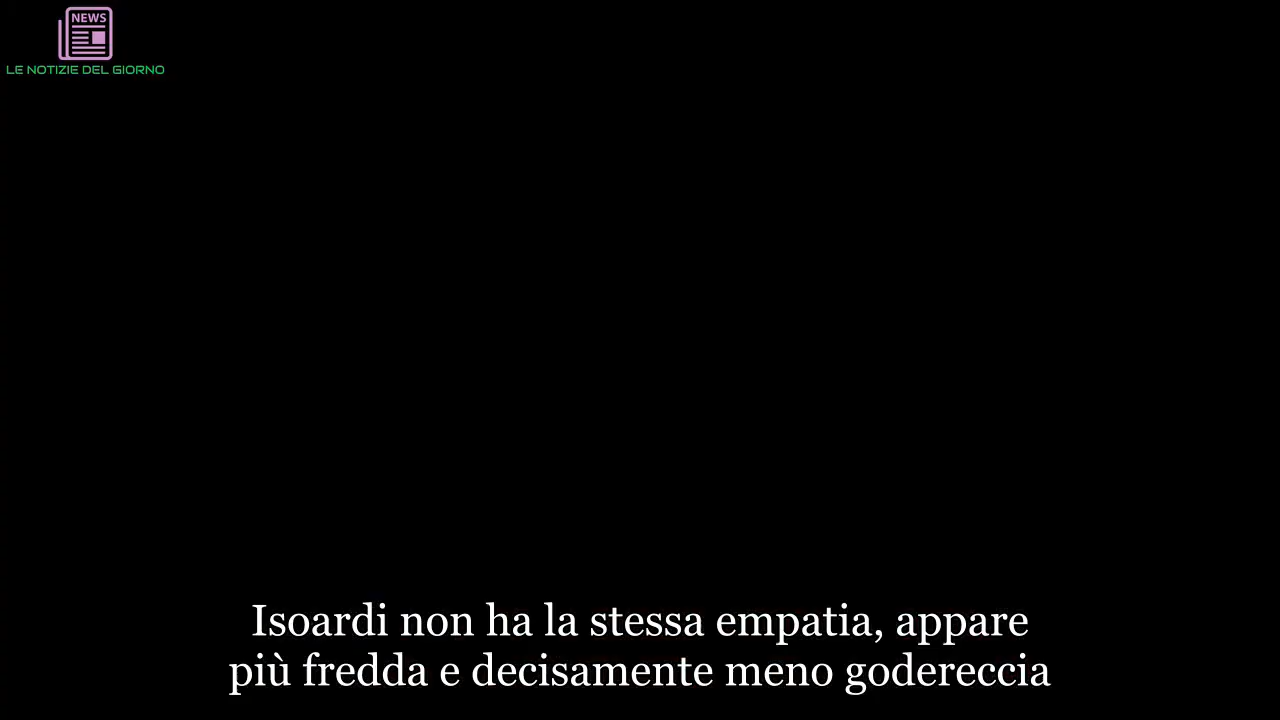 NEWS
LE NOTIZIE DEL GIORNO
Isoardi non ha la stessa empatia, appare
più fredda e decisamente meno godereccia